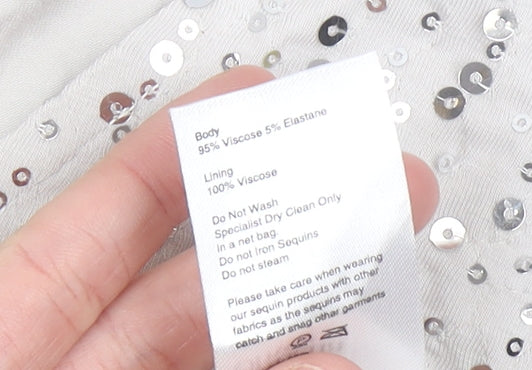 Body
95% Viscose 5% Elastane
Lining
100% Viscose
Do Not Wash
Specialist Dry Clean Only
in a net bag.
Do not Iron Sequins
Do not steam
Please take care when wearing
our sequin products with other
fabrics as the sequins may
catch and snag other garments